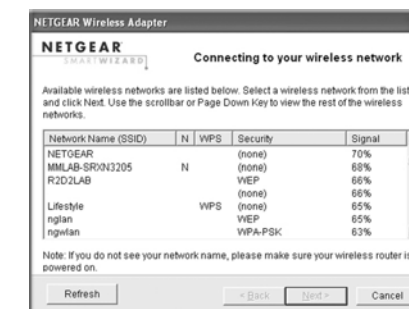 NETGEAR Wireless Adapter
NETGEAR
SMARTWIZARD
Connecting to your wireless network
Available wireless networks are listed below. Select a wireless network from the list
and click Next. Use the scrollbar or Page Down Key to view the rest of the wireless
networks.
Network Name (SSID) N WPS Security Signal
NETGEAR (none) 70%
MMLAB-SRXN3205 N (none) 68%
R2D2LAB WEP 66%
(none) 66%
Lifestyle WPS (none) 65%
nglan WEP 65%
ngwlan WPA-PSK 63%
Note: If you do not see your network name, please make sure your wireless router is
powered on.
Refresh < Back Next > Cancel